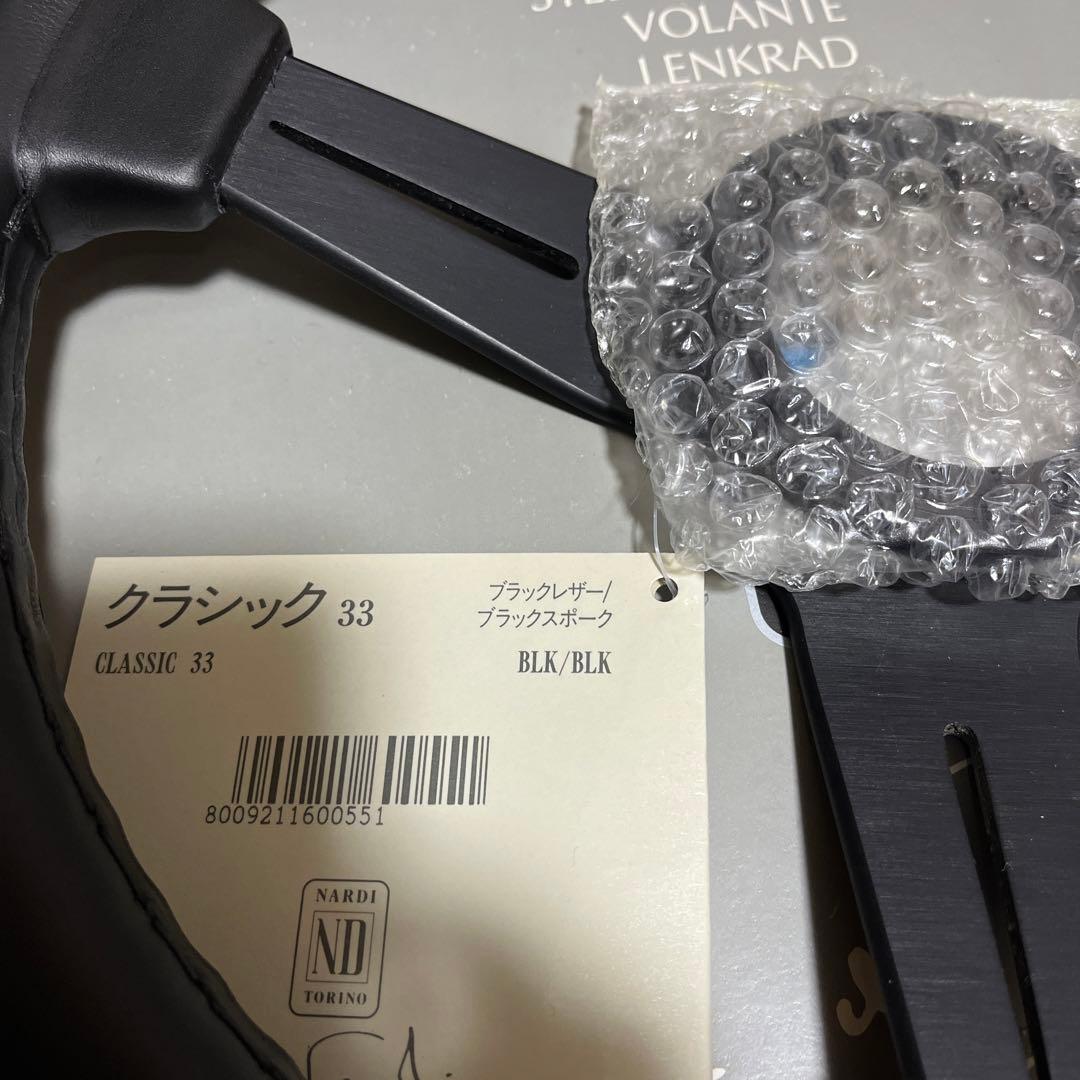 VOLANTE
LENKRAD
クラシック 33
ブラックレザー/
ブラックスポーク
CLASSIC 33
BLK/BLK
8009211600551
NARDI
ND
TORINO